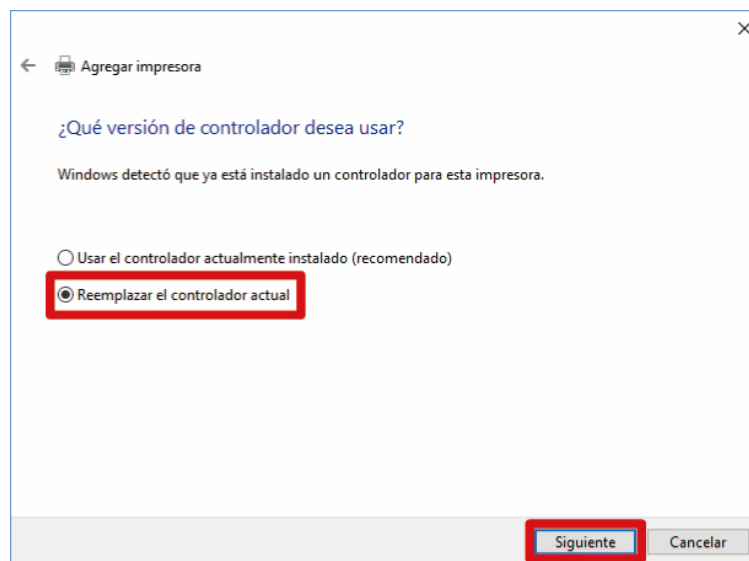 Agregar impresora
¿Qué versión de controlador desea usar?
Windows detectó que ya está instalado un controlador para esta impresora.
Usar el controlador actualmente instalado (recomendado)
Reemplazar el controlador actual
Siguiente
Cancelar